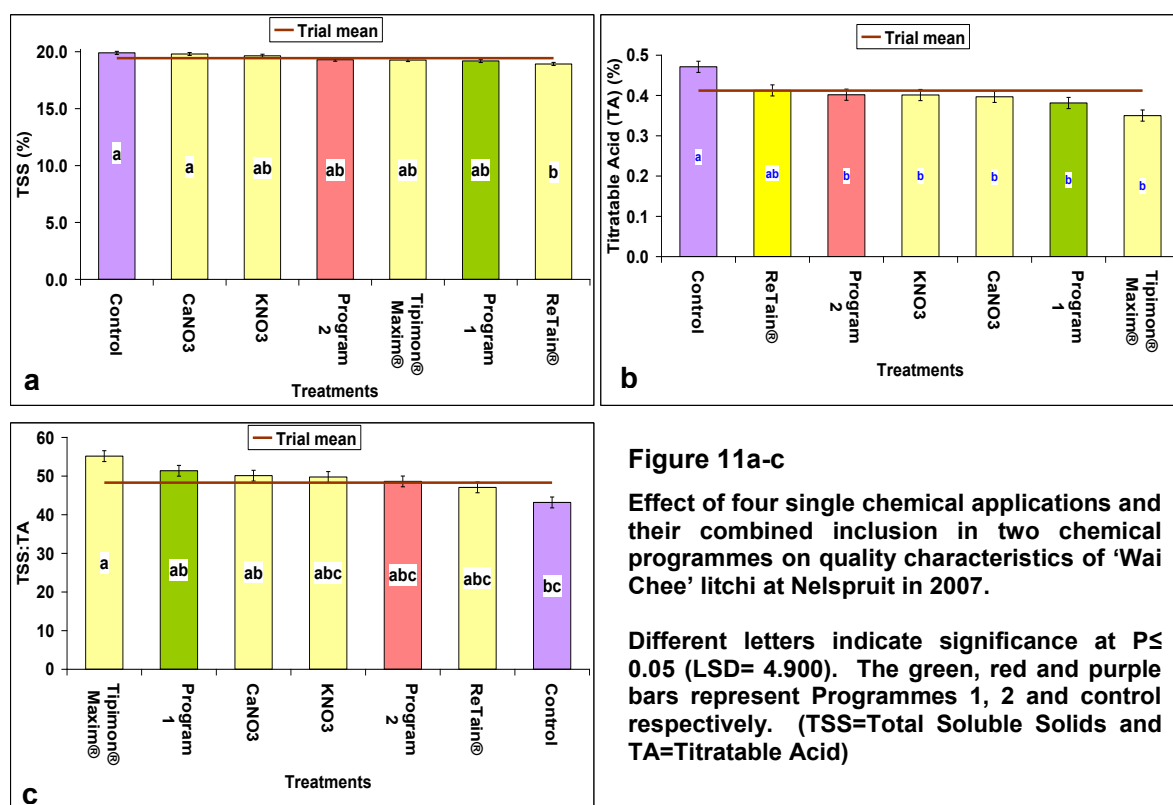 Trial mean
20.0
15.0
10.0
5.0
0.0
TSS (%)
a
a
ab
ab
ab
ab
b
Control
CaNO3
KNO3
Program
2
Tipimon®
Maxim®
Program
1
ReTain®
Treatments
a
Trial mean
0.5
0.4
0.3
0.2
0.1
0.0
Titratable Acid (TA) (%)
a
ab
b
b
b
b
b
Control
ReTain®
Program
2
KNO3
CaNO3
Program
1
Tipimon®
Maxim®
Treatments
b
Trial mean
60
50
40
30
20
10
0
TSS:TA
a
ab
ab
abc
abc
abc
bc
Tipimon®
Maxim®
Program
1
CaNO3
KNO3
Program
2
ReTain®
Control
Treatments
c
Figure 11a-c
Effect of four single chemical applications and
their combined inclusion in two chemical
programmes on quality characteristics of ‘Wai
Chee’ litchi at Nelspruit in 2007.
Different letters indicate significance at P≤
0.05 (LSD= 4.900). The green, red and purple
bars represent Programmes 1, 2 and control
respectively. (TSS=Total Soluble Solids and
TA=Titratable Acid)